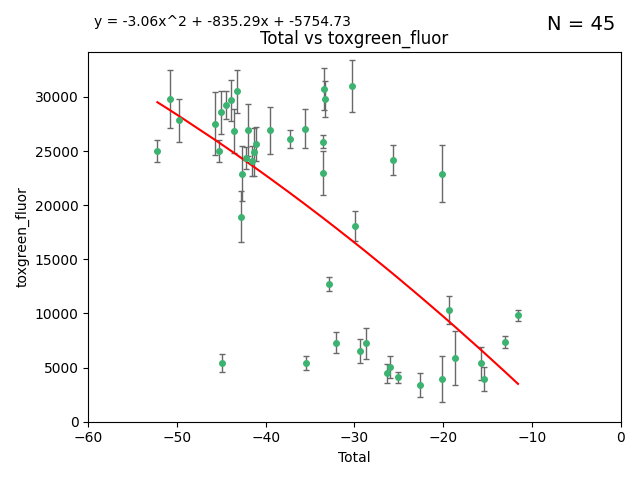 y = -3.06x^2 + -835.29x + -5754.73
N = 45
Total vs toxgreen_fluor
toxgreen_fluor
30000
25000
20000
15000
10000
5000
0
−60
−50
−40
−30
−20
−10
0
Total